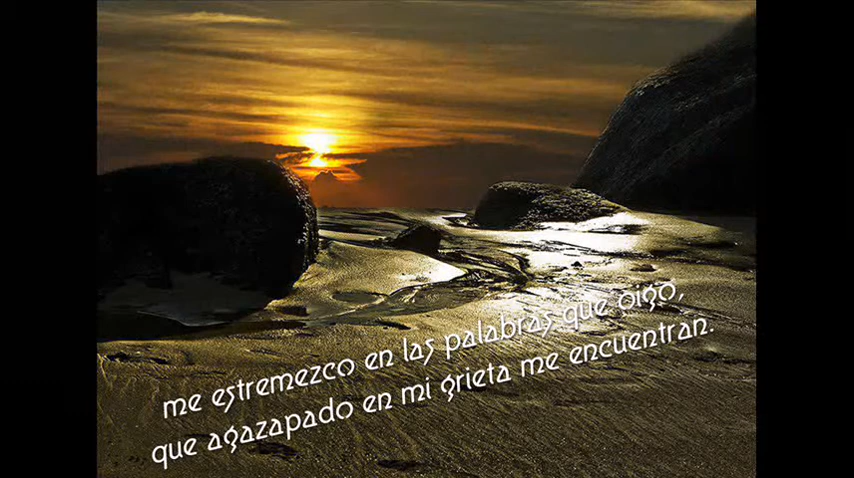 me estremezco en las palabras que oigo,
que agazapado en mi grieta me encuentran.